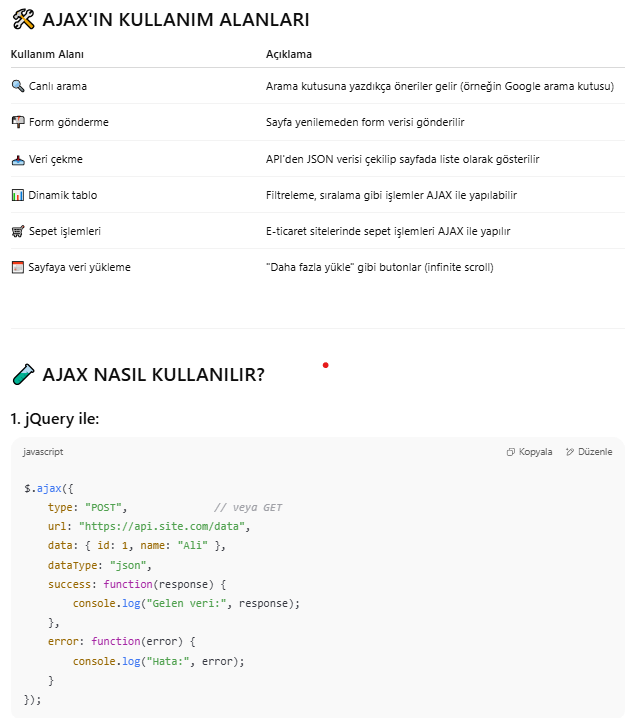 🛠 AJAX'IN KULLANIM ALANLARI
Kullanım Alanı Açıklama
🔍 Canlı arama Arama kutusuna yazdıkça öneriler gelir (örneğin Google arama kutusu)
📬 Form gönderme Sayfa yenilemeden form verisi gönderilir
📥 Veri çekme API'den JSON verisi çekilip sayfada liste olarak gösterilir
📊 Dinamik tablo Filtreleme, sıralama gibi işlemler AJAX ile yapılabilir
🛒 Sepet işlemleri E-ticaret sitelerinde sepet işlemleri AJAX ile yapılır
📅 Sayfaya veri yükleme "Daha fazla yükle" gibi butonlar (infinite scroll)
🧪 AJAX NASIL KULLANILIR?
1. jQuery ile:
javascript Kopyala Düzenle
$.ajax({
    type: "POST",              // veya GET
    url: "https://api.site.com/data",
    data: { id: 1, name: "Ali" },
    dataType: "json",
    success: function(response) {
        console.log("Gelen veri:", response);
    },
    error: function(error) {
        console.log("Hata:", error);
    }
});